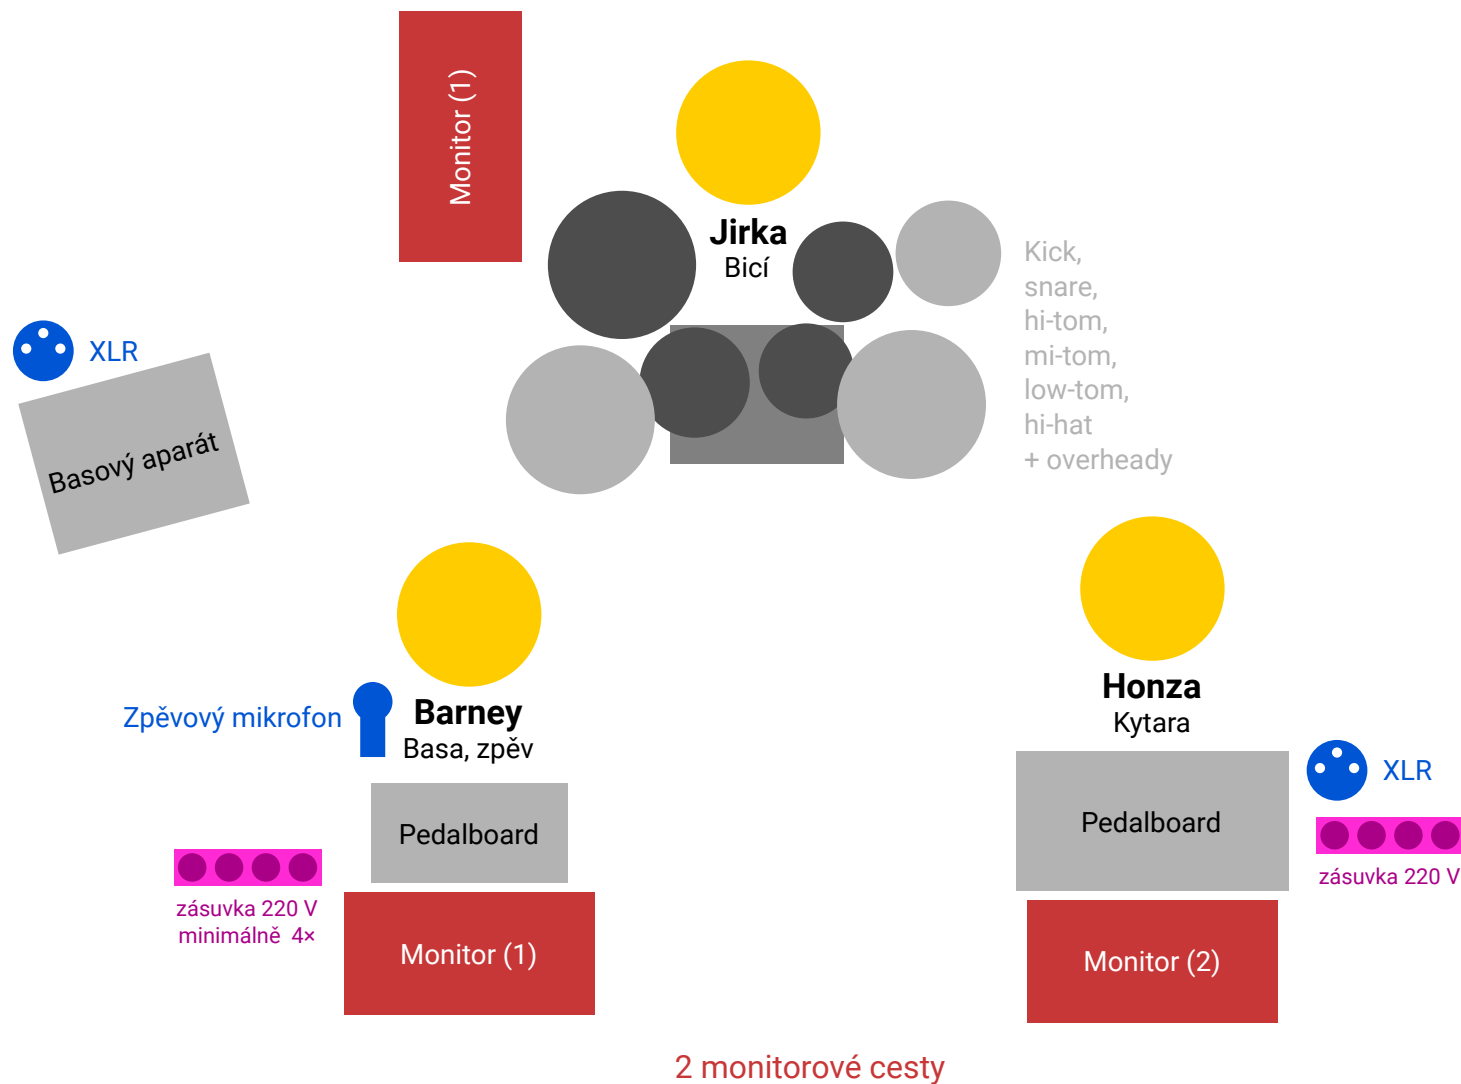 Monitor (1)
Jirka
Bicí
Kick,
snare,
hi-tom,
mi-tom,
low-tom,
hi-hat
+ overheady
XLR
Basový aparát
Zpěvový mikrofon
Barney
Basa, zpěv
Honza
Kytara
Pedalboard
XLR
Pedalboard
zásuvka 220 V
zásuvka 220 V
minimálně 4×
Monitor (1)
Monitor (2)
2 monitorové cesty